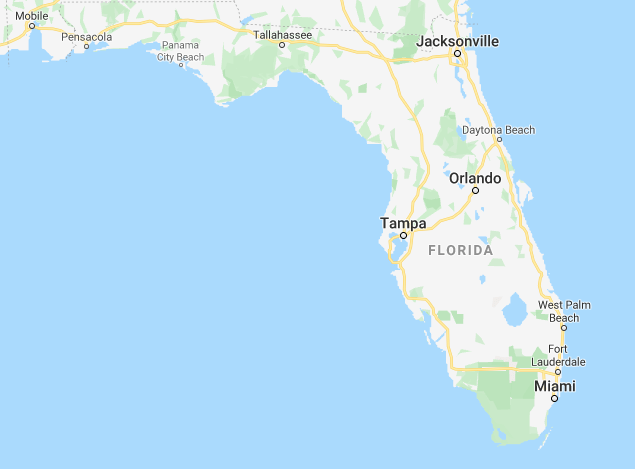 Mobile
Pensacola
Panama
City Beach
Tallahassee
Jacksonville
Daytona Beach
Orlando
Tampa
FLORIDA
West Palm
Beach
Fort
Lauderdale
Miami